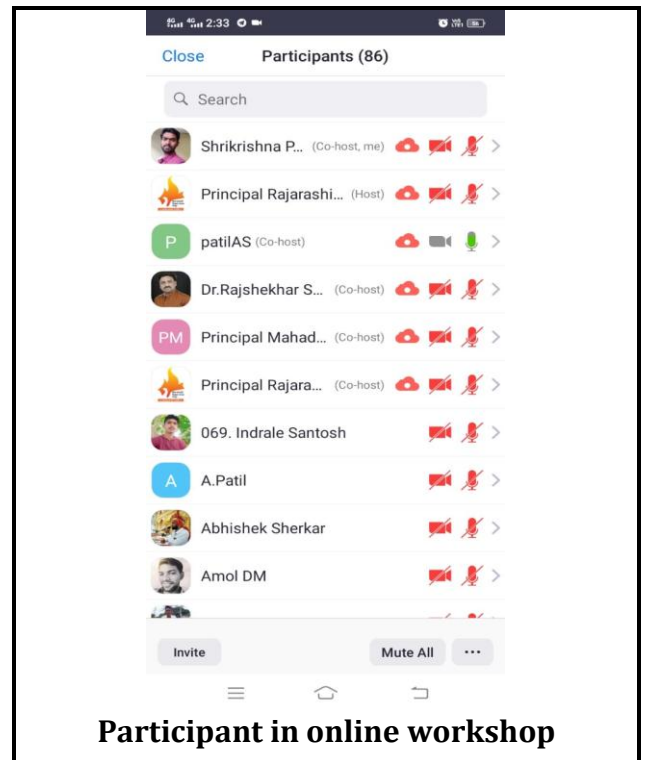 4G 4G 2:33
Close Participants (86)
Search
Shrikrishna P... (Co-host, me)
Principal Rajarashi... (Host)
P patilAS (Co-host)
Dr.Rajshekhar S... (Co-host)
PM Principal Mahad... (Co-host)
Principal Rajara... (Co-host)
069. Indrale Santosh
A A.Patil
Abhishek Sherkar
Amol DM
Invite Mute All ...
Participant in online workshop